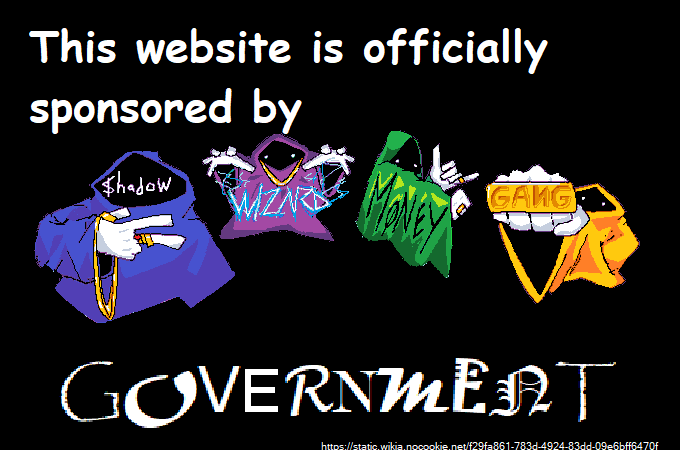 This website is officially
sponsored by
$hadow
WIZARD
MONEY
GANG
GOVERNMENT
https://static.wikia.nocookie.net/f29fa861-783d-4924-83dd-09e6bff6470f